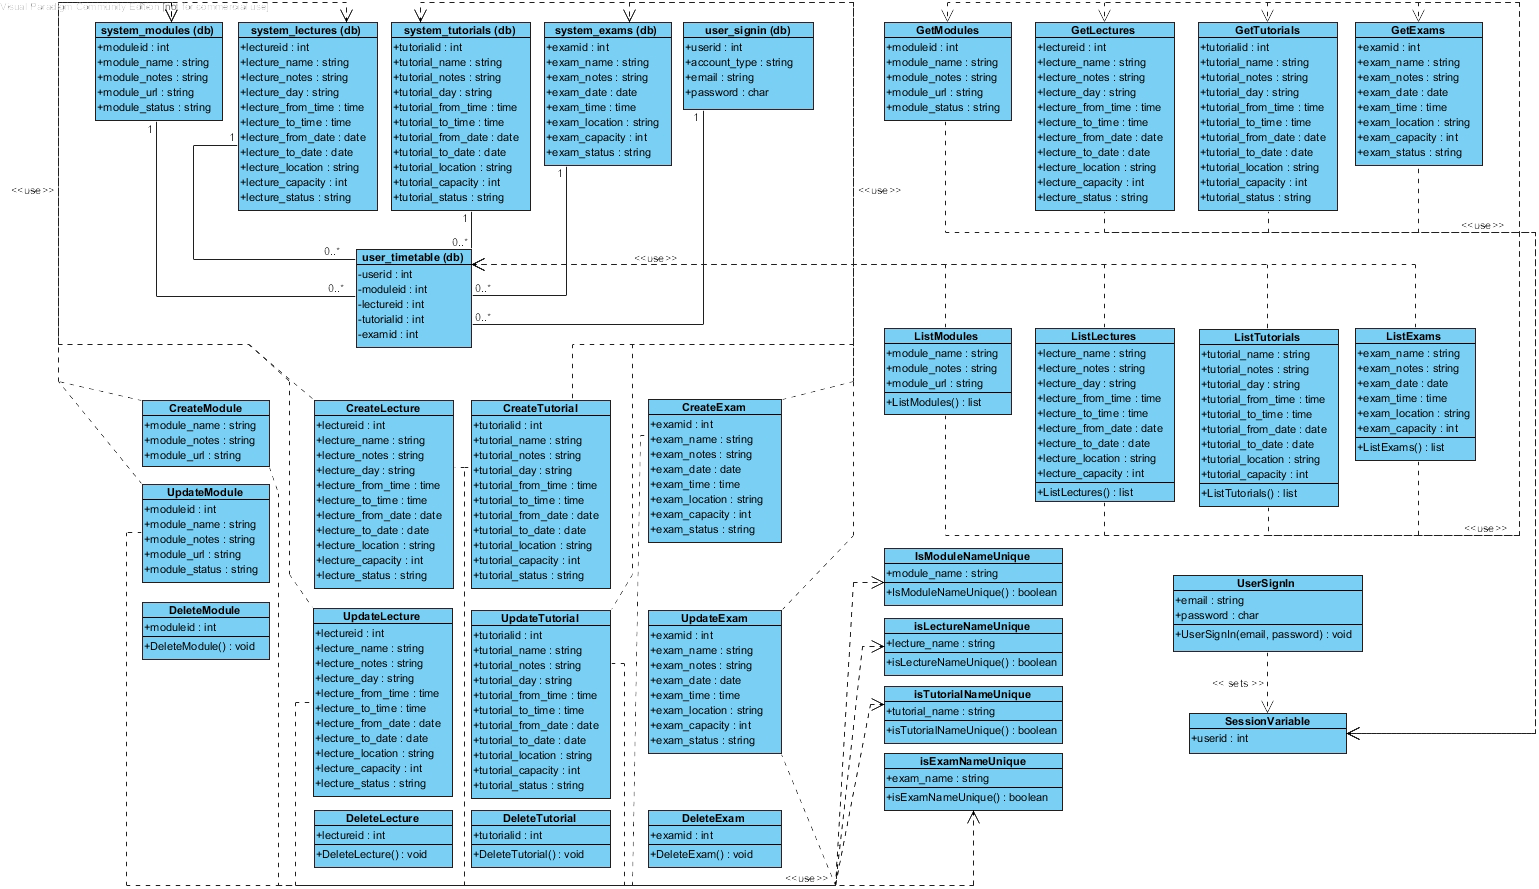 Visual Paradigm Community Edition [not for commercial use]
system_modules (db)
+moduleid : int
+module_name : string
+module_notes : string
+module_url : string
+module_status : string
system_lectures (db)
+lectureid : int
+lecture_name : string
+lecture_notes : string
+lecture_day : string
+lecture_from_time : time
+lecture_to_time : time
+lecture_from_date : date
+lecture_to_date : date
+lecture_location : string
+lecture_capacity : int
+lecture_status : string
system_tutorials (db)
+tutorialid : int
+tutorial_name : string
+tutorial_notes : string
+tutorial_day : string
+tutorial_from_time : time
+tutorial_to_time : time
+tutorial_from_date : date
+tutorial_to_date : date
+tutorial_location : string
+tutorial_capacity : int
+tutorial_status : string
system_exams (db)
+examid : int
+exam_name : string
+exam_notes : string
+exam_date : date
+exam_time : time
+exam_location : string
+exam_capacity : int
+exam_status : string
user_signin (db)
+userid : int
+account_type : string
+email : string
+password : char
GetModules
+moduleid : int
+module_name : string
+module_notes : string
+module_url : string
+module_status : string
GetLectures
+lectureid : int
+lecture_name : string
+lecture_notes : string
+lecture_day : string
+lecture_from_time : time
+lecture_to_time : time
+lecture_from_date : date
+lecture_to_date : date
+lecture_location : string
+lecture_capacity : int
+lecture_status : string
GetTutorials
+tutorialid : int
+tutorial_name : string
+tutorial_notes : string
+tutorial_day : string
+tutorial_from_time : time
+tutorial_to_time : time
+tutorial_from_date : date
+tutorial_to_date : date
+tutorial_location : string
+tutorial_capacity : int
+tutorial_status : string
GetExams
+examid : int
+exam_name : string
+exam_notes : string
+exam_date : date
+exam_time : time
+exam_location : string
+exam_capacity : int
+exam_status : string
1
1
1
1
1
<<use>>
<<use>>
<<use>>
0..*
0..*
0..*
0..*
0..*
<<use>>
user_timetable (db)
-userid : int
-moduleid : int
-lectureid : int
-tutorialid : int
-examid : int
ListModules
+module_name : string
+module_notes : string
+module_url : string
+ListModules() : list
ListLectures
+lecture_name : string
+lecture_notes : string
+lecture_day : string
+lecture_from_time : time
+lecture_to_time : time
+lecture_from_date : date
+lecture_to_date : date
+lecture_location : string
+lecture_capacity : int
+ListLectures() : list
ListTutorials
+tutorial_name : string
+tutorial_notes : string
+tutorial_day : string
+tutorial_from_time : time
+tutorial_to_time : time
+tutorial_from_date : date
+tutorial_to_date : date
+tutorial_location : string
+tutorial_capacity : int
+ListTutorials() : list
ListExams
+exam_name : string
+exam_notes : string
+exam_date : date
+exam_time : time
+exam_location : string
+exam_capacity : int
+ListExams() : list
<<use>>
CreateModule
+module_name : string
+module_notes : string
+module_url : string
CreateLecture
+lectureid : int
+lecture_name : string
+lecture_notes : string
+lecture_day : string
+lecture_from_time : time
+lecture_to_time : time
+lecture_from_date : date
+lecture_to_date : date
+lecture_location : string
+lecture_capacity : int
+lecture_status : string
CreateTutorial
+tutorialid : int
+tutorial_name : string
+tutorial_notes : string
+tutorial_day : string
+tutorial_from_time : time
+tutorial_to_time : time
+tutorial_from_date : date
+tutorial_to_date : date
+tutorial_location : string
+tutorial_capacity : int
+tutorial_status : string
CreateExam
+examid : int
+exam_name : string
+exam_notes : string
+exam_date : date
+exam_time : time
+exam_location : string
+exam_capacity : int
+exam_status : string
UpdateModule
+moduleid : int
+module_name : string
+module_notes : string
+module_url : string
+module_status : string
DeleteModule
+moduleid : int
+DeleteModule() : void
UpdateLecture
+lectureid : int
+lecture_name : string
+lecture_notes : string
+lecture_day : string
+lecture_from_time : time
+lecture_to_time : time
+lecture_from_date : date
+lecture_to_date : date
+lecture_location : string
+lecture_capacity : int
+lecture_status : string
UpdateTutorial
+tutorialid : int
+tutorial_name : string
+tutorial_notes : string
+tutorial_day : string
+tutorial_from_time : time
+tutorial_to_time : time
+tutorial_from_date : date
+tutorial_to_date : date
+tutorial_location : string
+tutorial_capacity : int
+tutorial_status : string
UpdateExam
+examid : int
+exam_name : string
+exam_notes : string
+exam_date : date
+exam_time : time
+exam_location : string
+exam_capacity : int
+exam_status : string
IsModuleNameUnique
+module_name : string
+IsModuleNameUnique() : boolean
isLectureNameUnique
+lecture_name : string
+isLectureNameUnique() : boolean
isTutorialNameUnique
+tutorial_name : string
+isTutorialNameUnique() : boolean
isExamNameUnique
+exam_name : string
+isExamNameUnique() : boolean
UserSignIn
+email : string
+password : char
+UserSignIn(email, password) : void
<< sets >>
SessionVariable
+userid : int
DeleteLecture
+lectureid : int
+DeleteLecture() : void
DeleteTutorial
+tutorialid : int
+DeleteTutorial() : void
DeleteExam
+examid : int
+DeleteExam() : void
<<use>>